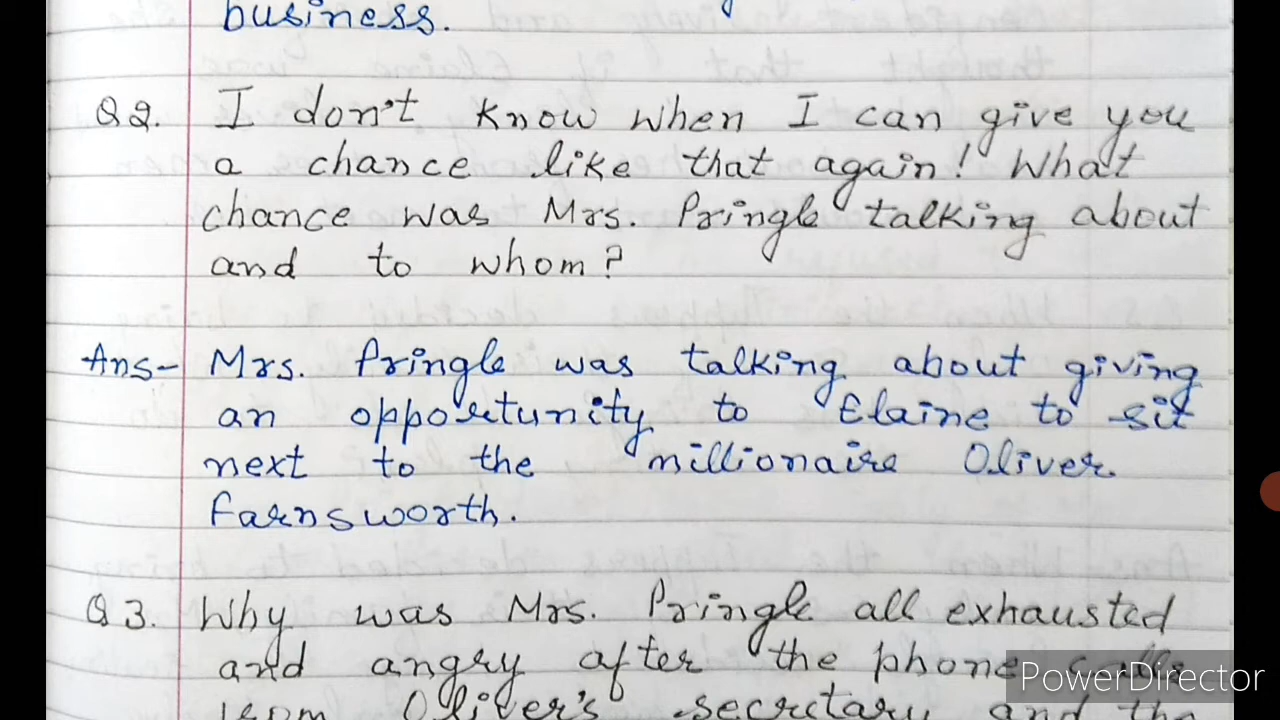 business.
Q2. I don't know when I can give you
a chance like that again! What
chance was Mrs. Pringle talking about
and to whom?
Ans- Mrs. Pringle was talking about giving
an opportunity to Elaine to sit
next to the millionaire Oliver
Farnsworth.
Q3. Why was Mrs. Pringle all exhausted
and angry after the phone calls
from Oliver's secretary and the
PowerDirector